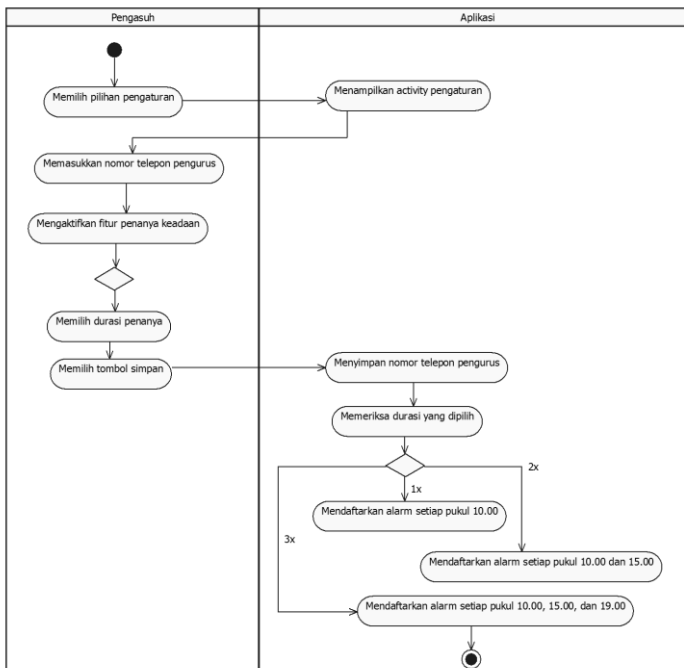 Pengasuh
Aplikasi
Memilih pilihan pengaturan
Menampilkan activity pengaturan
Memasukkan nomor telepon pengurus
Mengaktifkan fitur penanya keadaan
Memilih durasi penanya
Memilih tombol simpan
Menyimpan nomor telepon pengurus
Memeriksa durasi yang dipilih
2x
1x
Mendaftarkan alarm setiap pukul 10.00
3x
Mendaftarkan alarm setiap pukul 10.00 dan 15.00
Mendaftarkan alarm setiap pukul 10.00, 15.00, dan 19.00